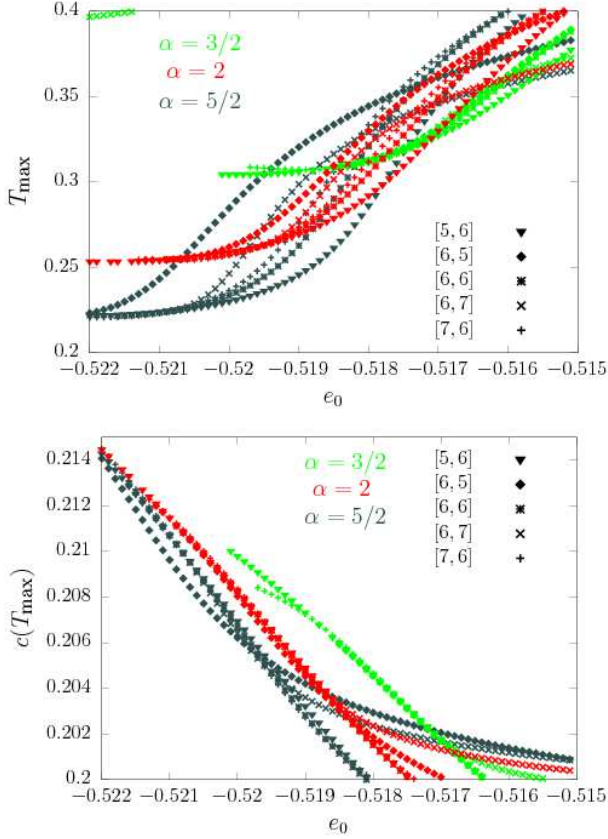 0.4
0.35
0.3
0.25
0.2
T_max
α = 3/2
α = 2
α = 5/2
[5, 6]
[6, 5]
[6, 6]
[6, 7]
[7, 6]
−0.522 −0.521 −0.52 −0.519 −0.518 −0.517 −0.516 −0.515
e_0
0.214
0.212
0.21
0.208
0.206
0.204
0.202
0.2
c(T_max)
α = 3/2
α = 2
α = 5/2
[5, 6]
[6, 5]
[6, 6]
[6, 7]
[7, 6]
−0.522 −0.521 −0.52 −0.519 −0.518 −0.517 −0.516 −0.515
e_0